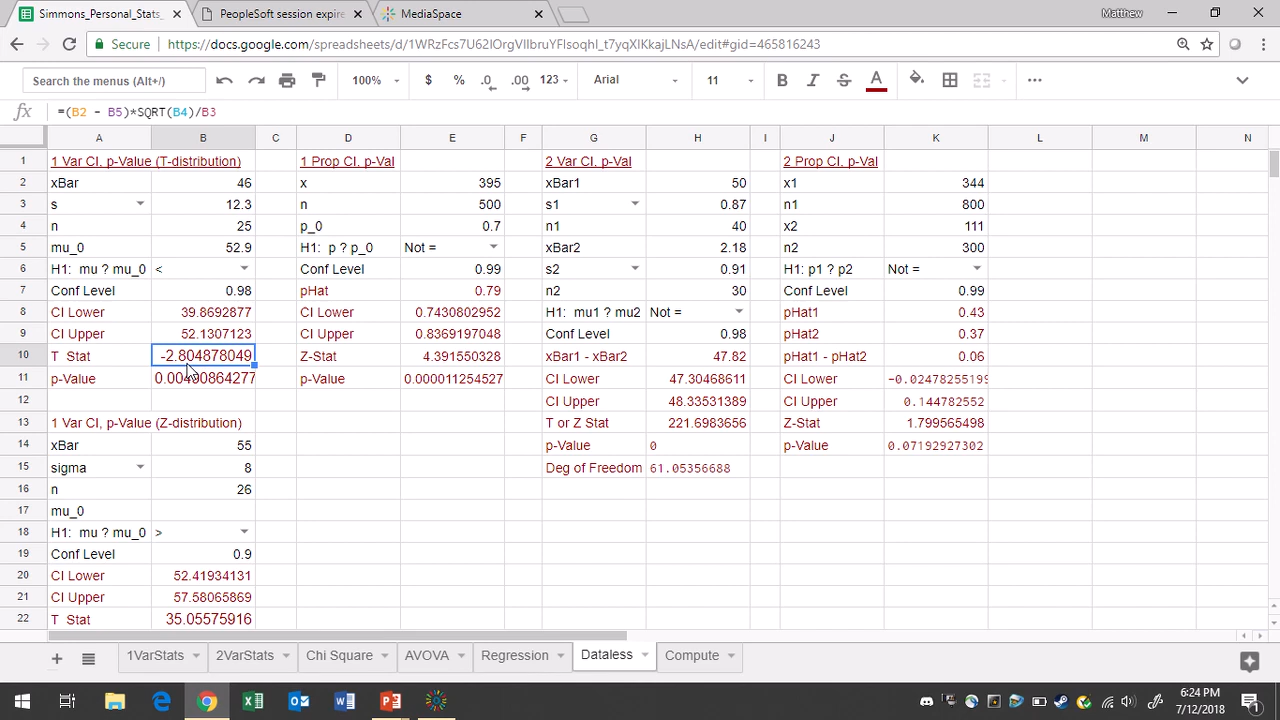 Simmons_Personal_Stats_
PeopleSoft session expire
MediaSpace
Matthew
Secure
Search the menus (Alt+/)
100%
$
%
.0
.00
123
Arial
11
B
I
S
A
fx
=(B2 - B5)*SQRT(B4)/B3
A B C D E F G H I J K L M N
1 1 Var CI, p-Value (T-distribution) 1 Prop CI, p-Val 2 Var CI, p-Val 2 Prop CI, p-Val
2 xBar 46 x 395 xBar1 50 x1 344
3 s 12.3 n 500 s1 0.87 n1 800
4 n 25 p_0 0.7 n1 40 x2 111
5 mu_0 52.9 H1: p ? p_0 Not = xBar2 2.18 n2 300
6 H1: mu ? mu_0 < Conf Level 0.99 s2 0.91 H1: p1 ? p2 Not =
7 Conf Level 0.98 pHat 0.79 n2 30 Conf Level 0.99
8 CI Lower 39.8692877 CI Lower 0.7430802952 H1: mu1 ? mu2 Not = pHat1 0.43
9 CI Upper 52.1307123 CI Upper 0.8369197048 Conf Level 0.98 pHat2 0.37
10 T Stat -2.804878049 Z-Stat 4.391550328 xBar1 - xBar2 47.82 pHat1 - pHat2 0.06
11 p-Value 0.00490864277 p-Value 0.000011254527 CI Lower 47.30468611 CI Lower
12 CI Upper 48.33531389 CI Upper 0.144782552
13 1 Var CI, p-Value (Z-distribution) T or Z Stat 221.6983656 Z-Stat 1.799565498
14 xBar 55 p-Value 0 p-Value 0.07192927302
15 sigma 8 Deg of Freedom 61.05356688
16 n 26
17 mu_0
18 H1: mu ? mu_0 >
19 Conf Level 0.9
20 CI Lower 52.41934131
21 CI Upper 57.58065869
22 T Stat 35.05575916
1VarStats
2VarStats
Chi Square
AVOVA
Regression
Dataless
Compute
6:24 PM
7/12/2018